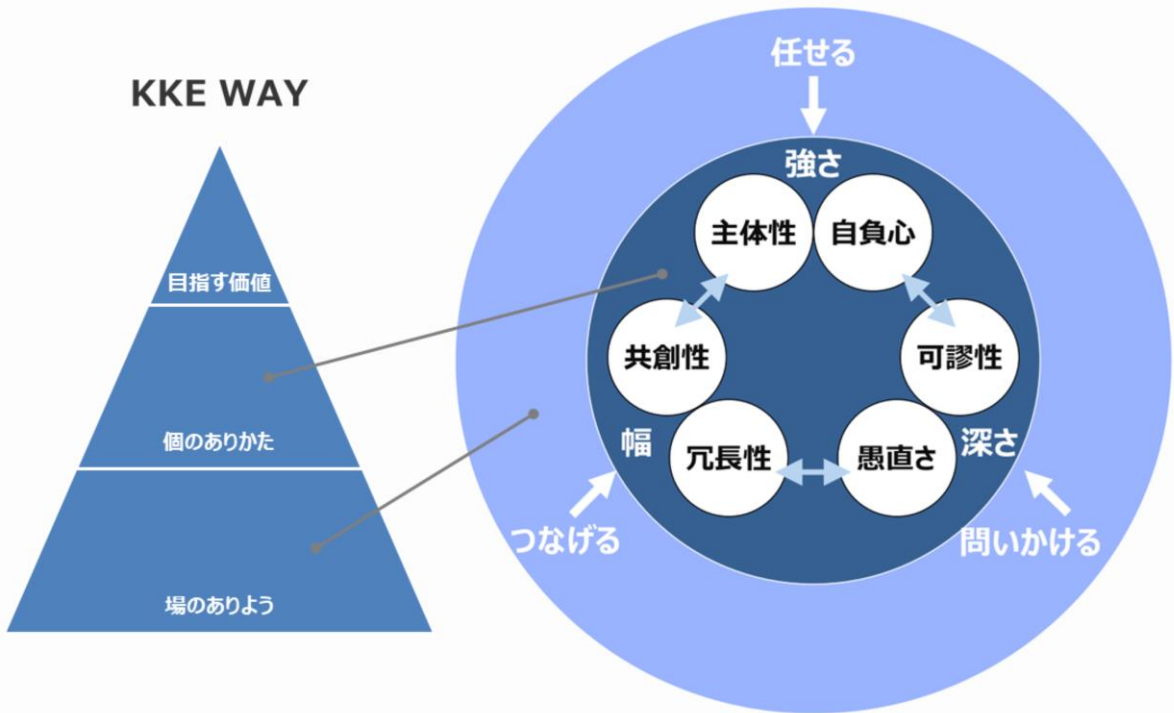 KKE WAY
目指す価値
個のありかた
場のありよう
任せる
強さ
主体性
自負心
共創性
可謬性
幅
冗長性
愚直さ
深さ
つなげる
問いかける